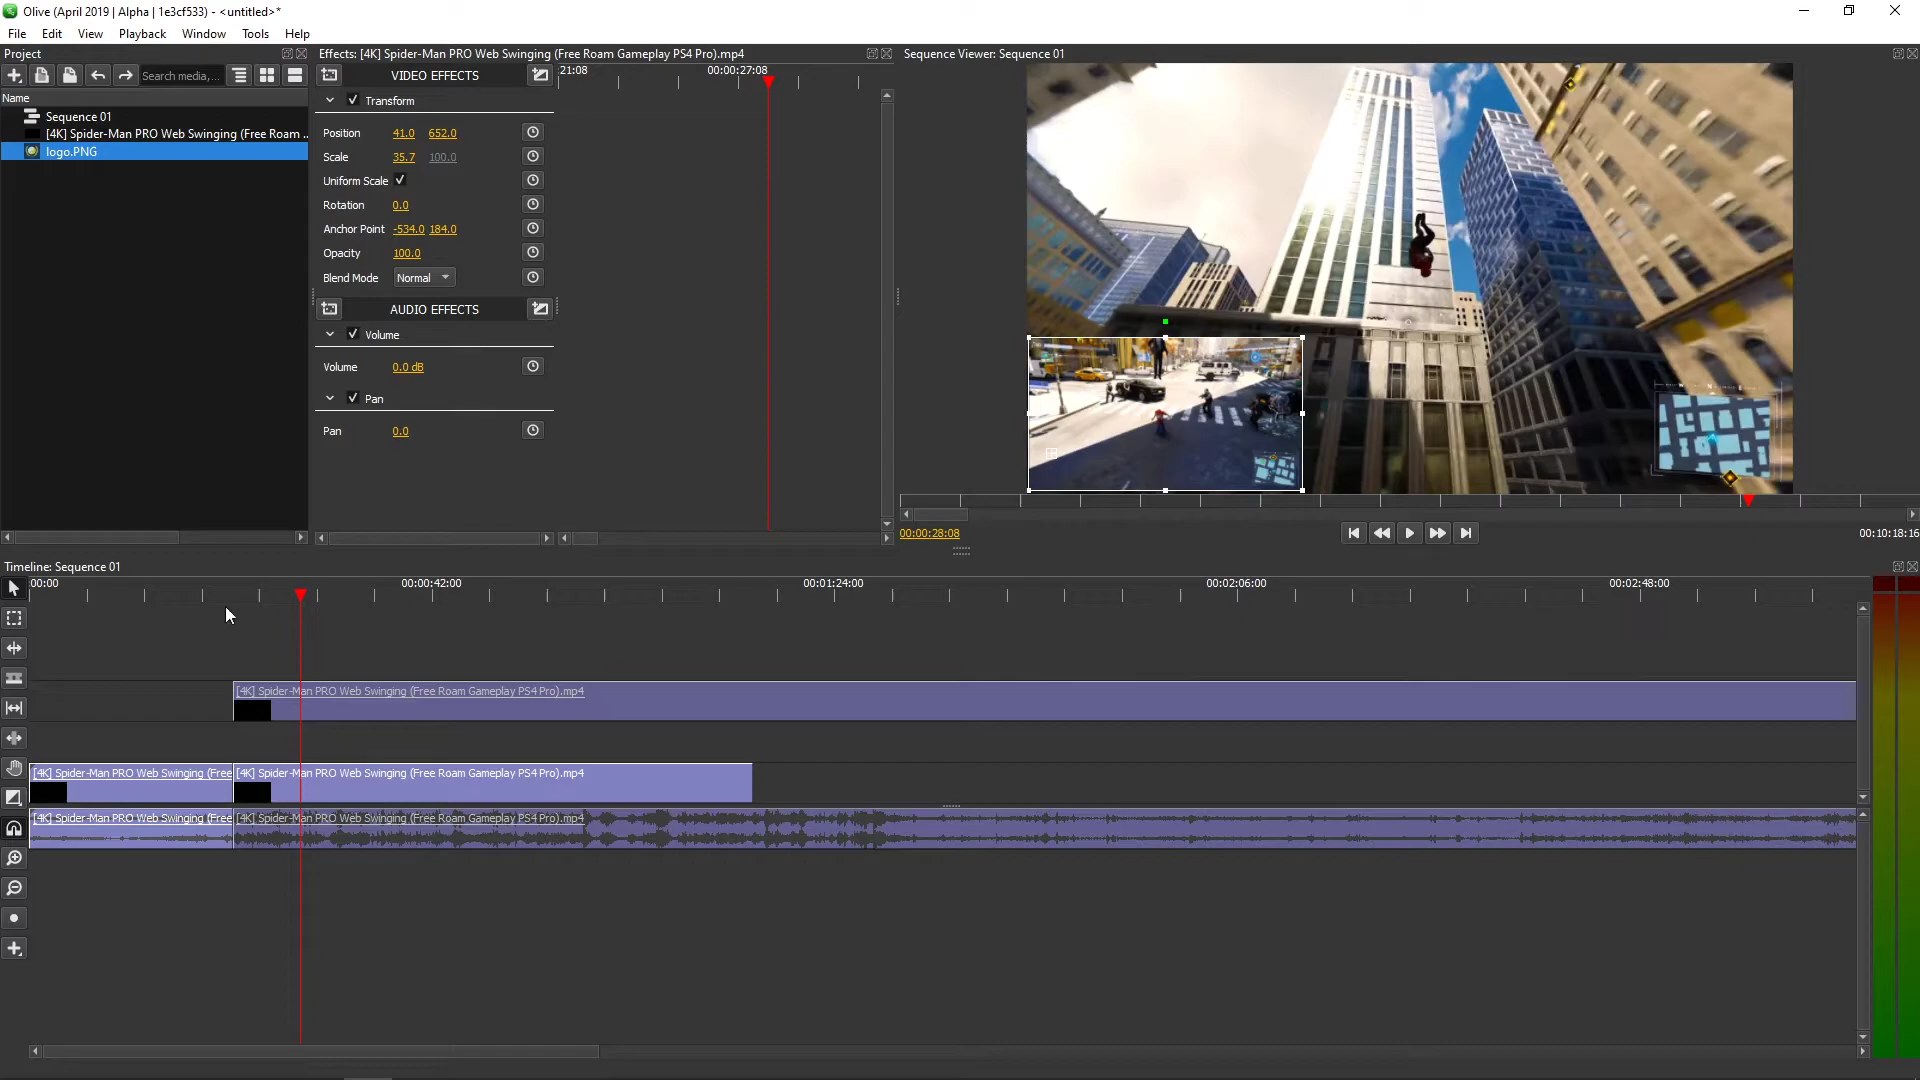 Olive (April 2019 | Alpha | 1e3cf533) - <untitled>*
File Edit View Playback Window Tools Help
Project
Effects: [4K] Spider-Man PRO Web Swinging (Free Roam Gameplay PS4 Pro).mp4
Sequence Viewer: Sequence 01
Search media,...
VIDEO EFFECTS
21:08
00:00:27:08
Name
Transform
Sequence 01
[4K] Spider-Man PRO Web Swinging (Free Roam ...
logo.PNG
Position 41.0 652.0
Scale 35.7 100.0
Uniform Scale
Rotation 0.0
Anchor Point -534.0 184.0
Opacity 100.0
Blend Mode Normal
AUDIO EFFECTS
Volume
Volume 0.0 dB
Pan
Pan 0.0
00:00:28:08
00:10:18:16
Timeline: Sequence 01
00:00
00:00:42:00
00:01:24:00
00:02:06:00
00:02:48:00
[4K] Spider-Man PRO Web Swinging (Free Roam Gameplay PS4 Pro).mp4
[4K] Spider-Man PRO Web Swinging (Free
[4K] Spider-Man PRO Web Swinging (Free Roam Gameplay PS4 Pro).mp4
[4K] Spider-Man PRO Web Swinging (Free
[4K] Spider-Man PRO Web Swinging (Free Roam Gameplay PS4 Pro).mp4